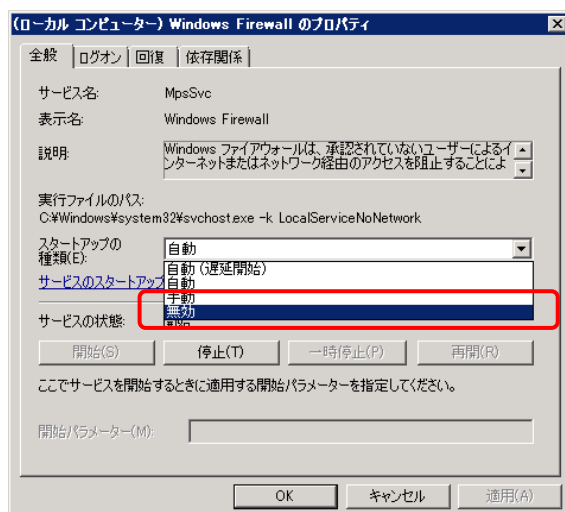 (ローカル コンピューター) Windows Firewall のプロパティ
全般 ログオン 回復 依存関係
サービス名: MpsSvc
表示名: Windows Firewall
説明: Windows ファイアウォールは、承認されていないユーザーによるイ
ンターネットまたはネットワーク経由のアクセスを阻止することによ
実行ファイルのパス:
C:¥Windows¥system32¥svchost.exe -k LocalServiceNoNetwork
スタートアップの
種類(E): 自動
自動 (遅延開始)
サービスのスタートアップ 自動
手動
無効
サービスの状態: 開始
開始(S) 停止(T) 一時停止(P) 再開(R)
ここでサービスを開始するときに適用する開始パラメーターを指定してください。
開始パラメーター(M):
OK キャンセル 適用(A)